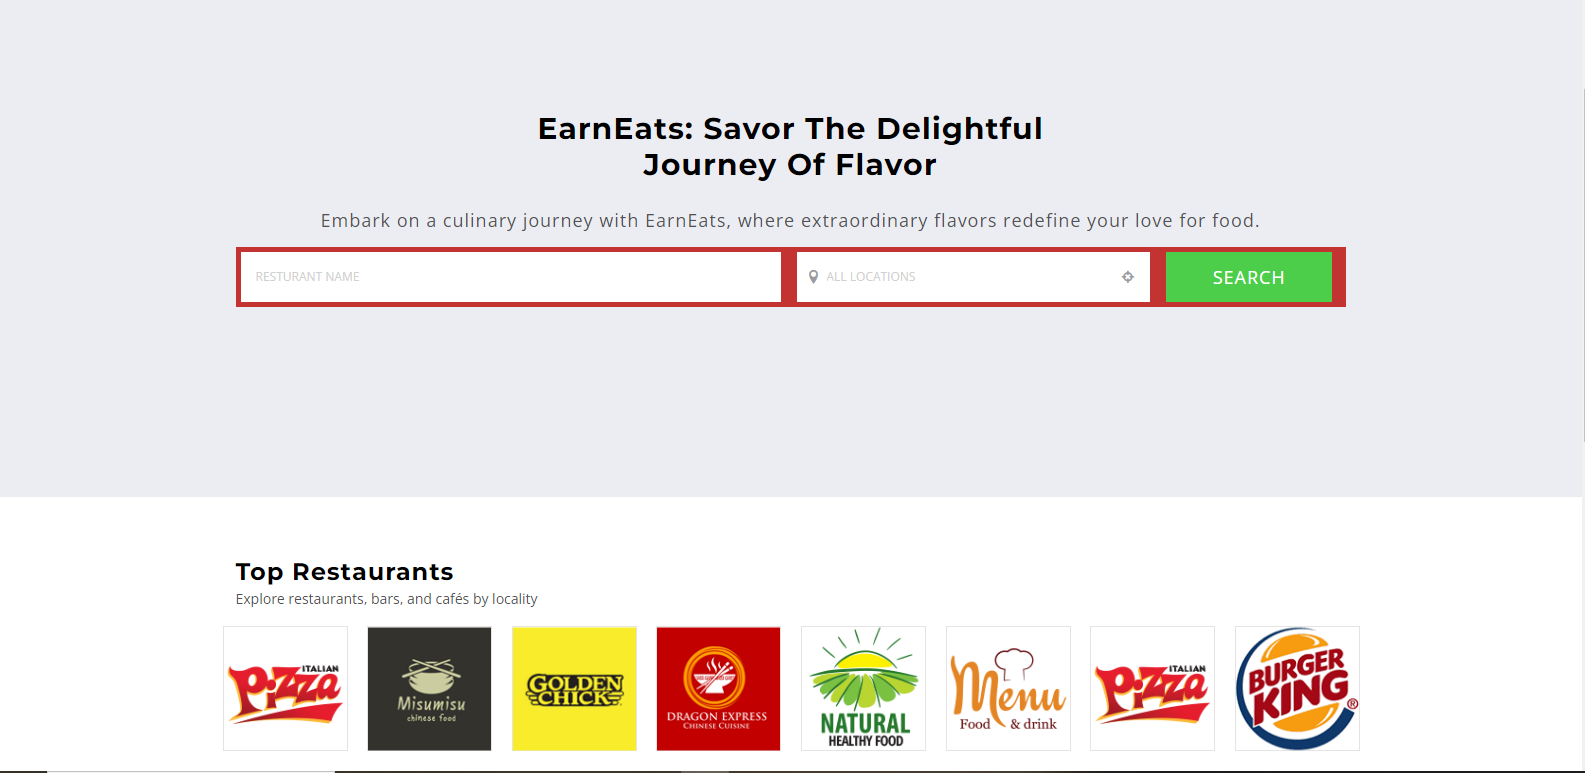 EarnEats: Savor The Delightful
Journey Of Flavor
Embark on a culinary journey with EarnEats, where extraordinary flavors redefine your love for food.
RESTURANT NAME
ALL LOCATIONS
SEARCH
Top Restaurants
Explore restaurants, bars, and cafés by locality
ITALIAN
Pizza
Misumisu
chinese food
GOLDEN
CHICK
DRAGON EXPRESS
CHINESE CUISINE
NATURAL
HEALTHY FOOD
Menu
Food & drink
ITALIAN
Pizza
BURGER
KING®